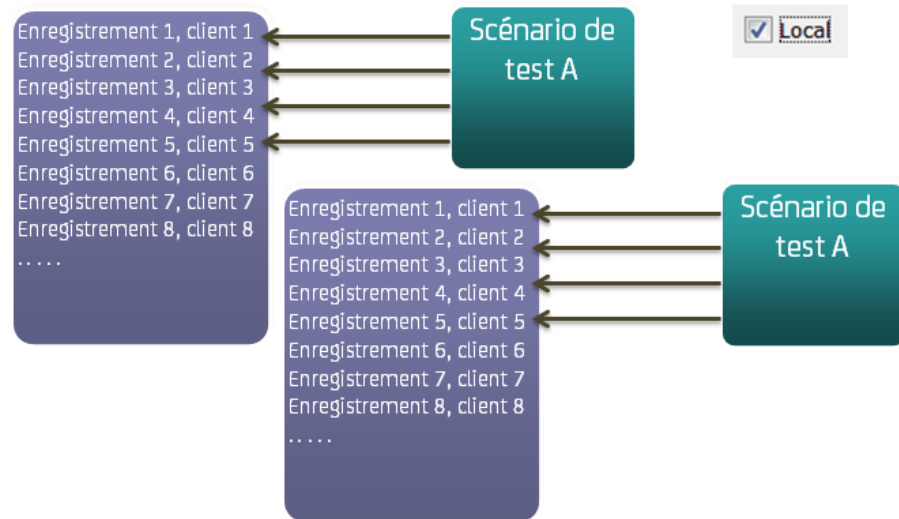 Enregistrement 1, client 1
Enregistrement 2, client 2
Enregistrement 3, client 3
Enregistrement 4, client 4
Enregistrement 5, client 5
Enregistrement 6, client 6
Enregistrement 7, client 7
Enregistrement 8, client 8
.....
Scénario de
test A
Local
Enregistrement 1, client 1
Enregistrement 2, client 2
Enregistrement 3, client 3
Enregistrement 4, client 4
Enregistrement 5, client 5
Enregistrement 6, client 6
Enregistrement 7, client 7
Enregistrement 8, client 8
.....
Scénario de
test A